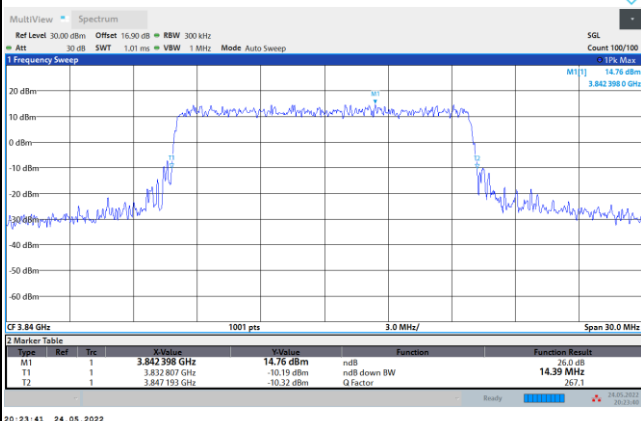 MultiView Spectrum
Ref Level 30.00 dBm Offset 16.90 dB RBW 300 kHz SGL
Att 30 dB SWT 1.01 ms VBW 1 MHz Mode Auto Sweep Count 100/100
1 Frequency Sweep 1Pk Max
M1[1] 14.76 dBm
3.842 398 0 GHz
20 dBm
M1
10 dBm
0 dBm
T1 T2
-10 dBm
-20 dBm
-30 dBm
-40 dBm
-50 dBm
-60 dBm
CF 3.84 GHz 1001 pts 3.0 MHz/ Span 30.0 MHz
2 Marker Table
Type Ref Trc X-Value Y-Value Function Function Result
M1 1 3.842 398 GHz 14.76 dBm ndB 26.0 dB
T1 1 3.832 807 GHz -10.19 dBm ndB down BW 14.39 MHz
T2 1 3.847 193 GHz -10.32 dBm Q Factor 267.1
Ready 24.05.2022
20:23:40
20:23:41 24.05.2022